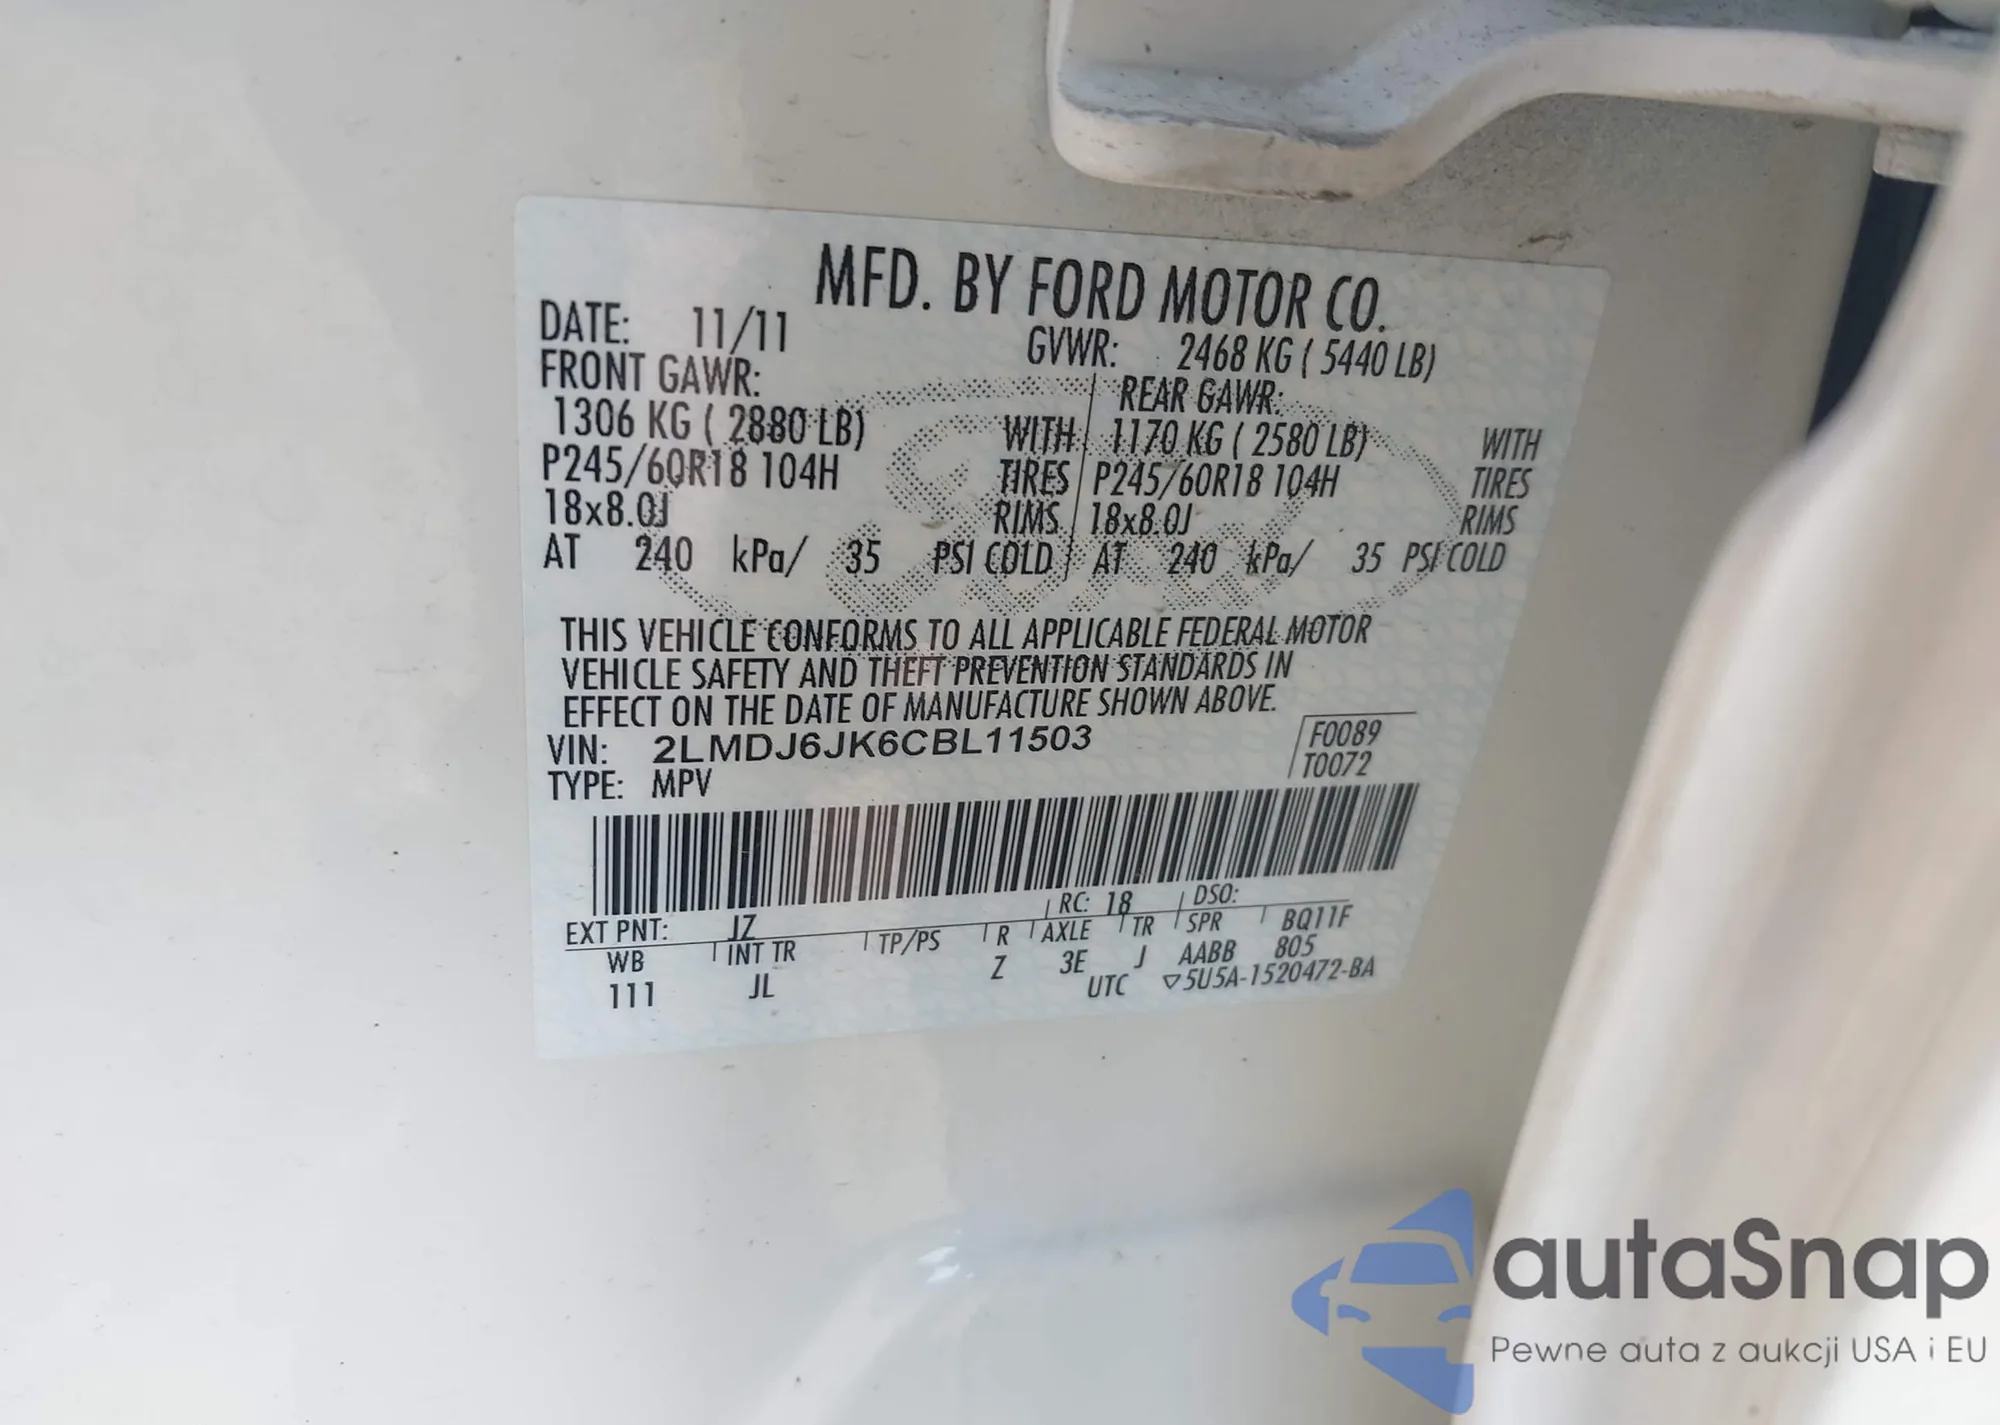 MFD. BY FORD MOTOR CO.
DATE: 11/11 GVWR: 2468 KG ( 5440 LB)
FRONT GAWR: REAR GAWR:
1306 KG ( 2880 LB) WITH 1170 KG ( 2580 LB) WITH
P245/60R18 104H TIRES P245/60R18 104H TIRES
18x8.0J RIMS 18x8.0J RIMS
AT 240 kPa/ 35 PSI COLD AT 240 kPa/ 35 PSI COLD
THIS VEHICLE CONFORMS TO ALL APPLICABLE FEDERAL MOTOR
VEHICLE SAFETY AND THEFT PREVENTION STANDARDS IN
EFFECT ON THE DATE OF MANUFACTURE SHOWN ABOVE.
VIN: 2LMDJ6JK6CBL11503 F0089
TYPE: MPV T0072
EXT PNT: JZ RC: 18 DSO:
WB INT TR TP/PS R AXLE TR SPR BQ11F
111 JL Z 3E J AABB 805
UTC ▽5U5A-1520472-BA
autaSnap
Pewne auta z aukcji USA i EU